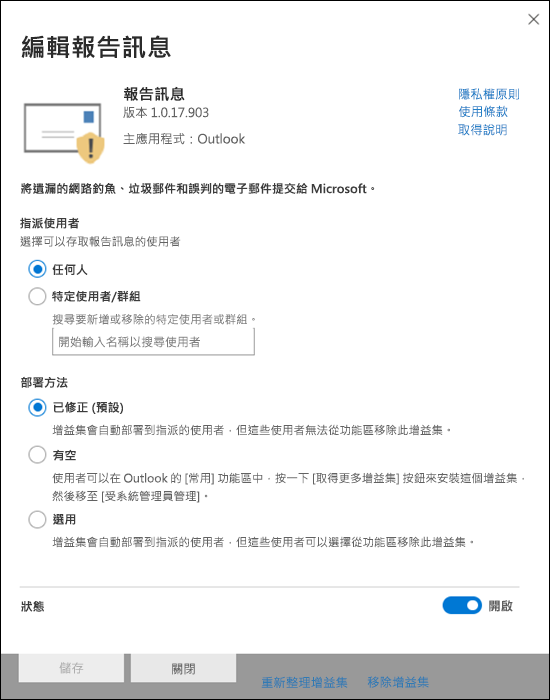 編輯報告訊息
報告訊息
版本 1.0.17.903
主應用程式：Outlook
隱私權原則
使用條款
取得說明
將遺漏的網路釣魚、垃圾郵件和誤判的電子郵件提交給 Microsoft。
指派使用者
選擇可以存取報告訊息的使用者
任何人
特定使用者/群組
搜尋要新增或移除的特定使用者或群組。
開始輸入名稱以搜尋使用者
部署方法
已修正 (預設)
增益集會自動部署到指派的使用者，但這些使用者無法從功能區移除此增益集。
有空
使用者可以在 Outlook 的 [常用] 功能區中，按一下 [取得更多增益集] 按鈕來安裝這個增益集，
然後移至 [受系統管理員管理]。
選用
增益集會自動部署到指派的使用者，但這些使用者可以選擇從功能區移除此增益集。
狀態
開啟
儲存
關閉
重新整理增益集
移除增益集